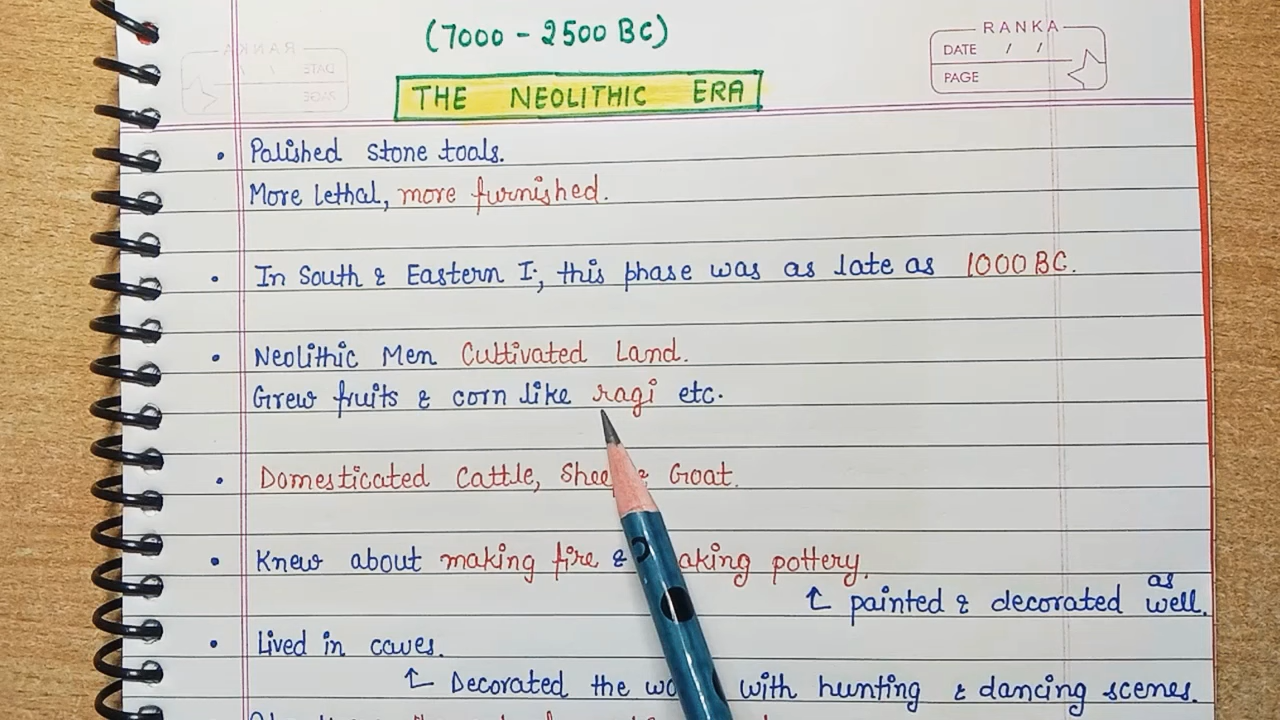 (7000 - 2500 BC)
RANKA
DATE / /
PAGE
THE NEOLITHIC ERA
• Polished stone tools.
More lethal, more furnished.
• In South & Eastern I., this phase was as late as 1000 BC.
• Neolithic Men Cultivated Land.
Grew fruits & corn like ragi etc.
• Domesticated Cattle, Goat.
• Knew about making fire & pottery.
↳ painted & decorated as well.
• Lived in caves.
↳ Decorated the with hunting & dancing scenes.